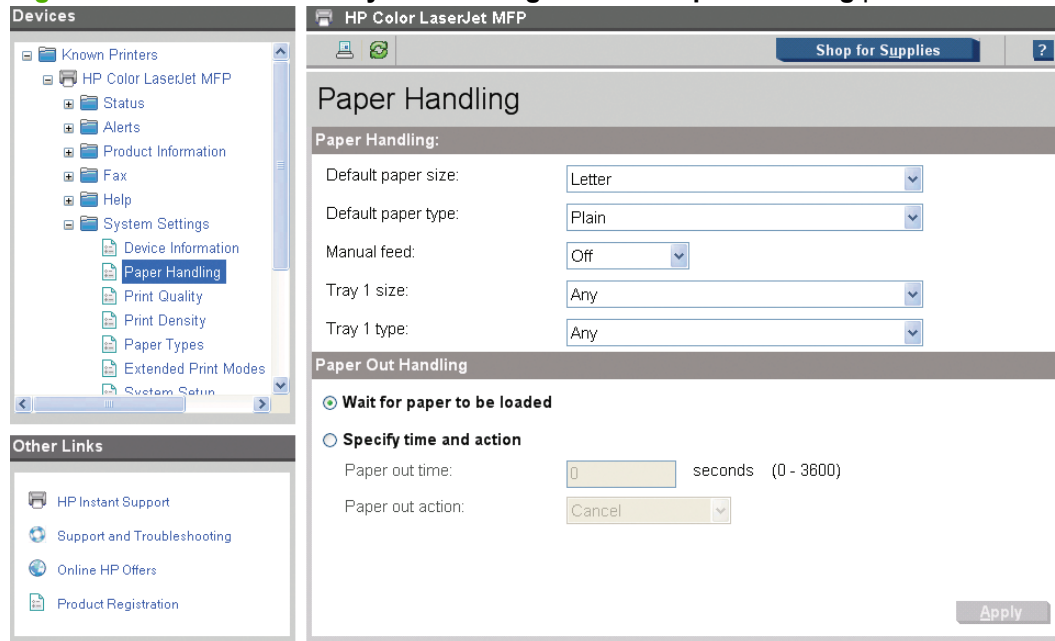 Devices
Known Printers
HP Color LaserJet MFP
Status
Alerts
Product Information
Fax
Help
System Settings
Device Information
Paper Handling
Print Quality
Print Density
Paper Types
Extended Print Modes
System Setup
Other Links
HP Instant Support
Support and Troubleshooting
Online HP Offers
Product Registration
HP Color LaserJet MFP
Shop for Supplies
?
Paper Handling
Paper Handling:
Default paper size: Letter
Default paper type: Plain
Manual feed: Off
Tray 1 size: Any
Tray 1 type: Any
Paper Out Handling
Wait for paper to be loaded
Specify time and action
Paper out time: 0 seconds (0 - 3600)
Paper out action: Cancel
Apply